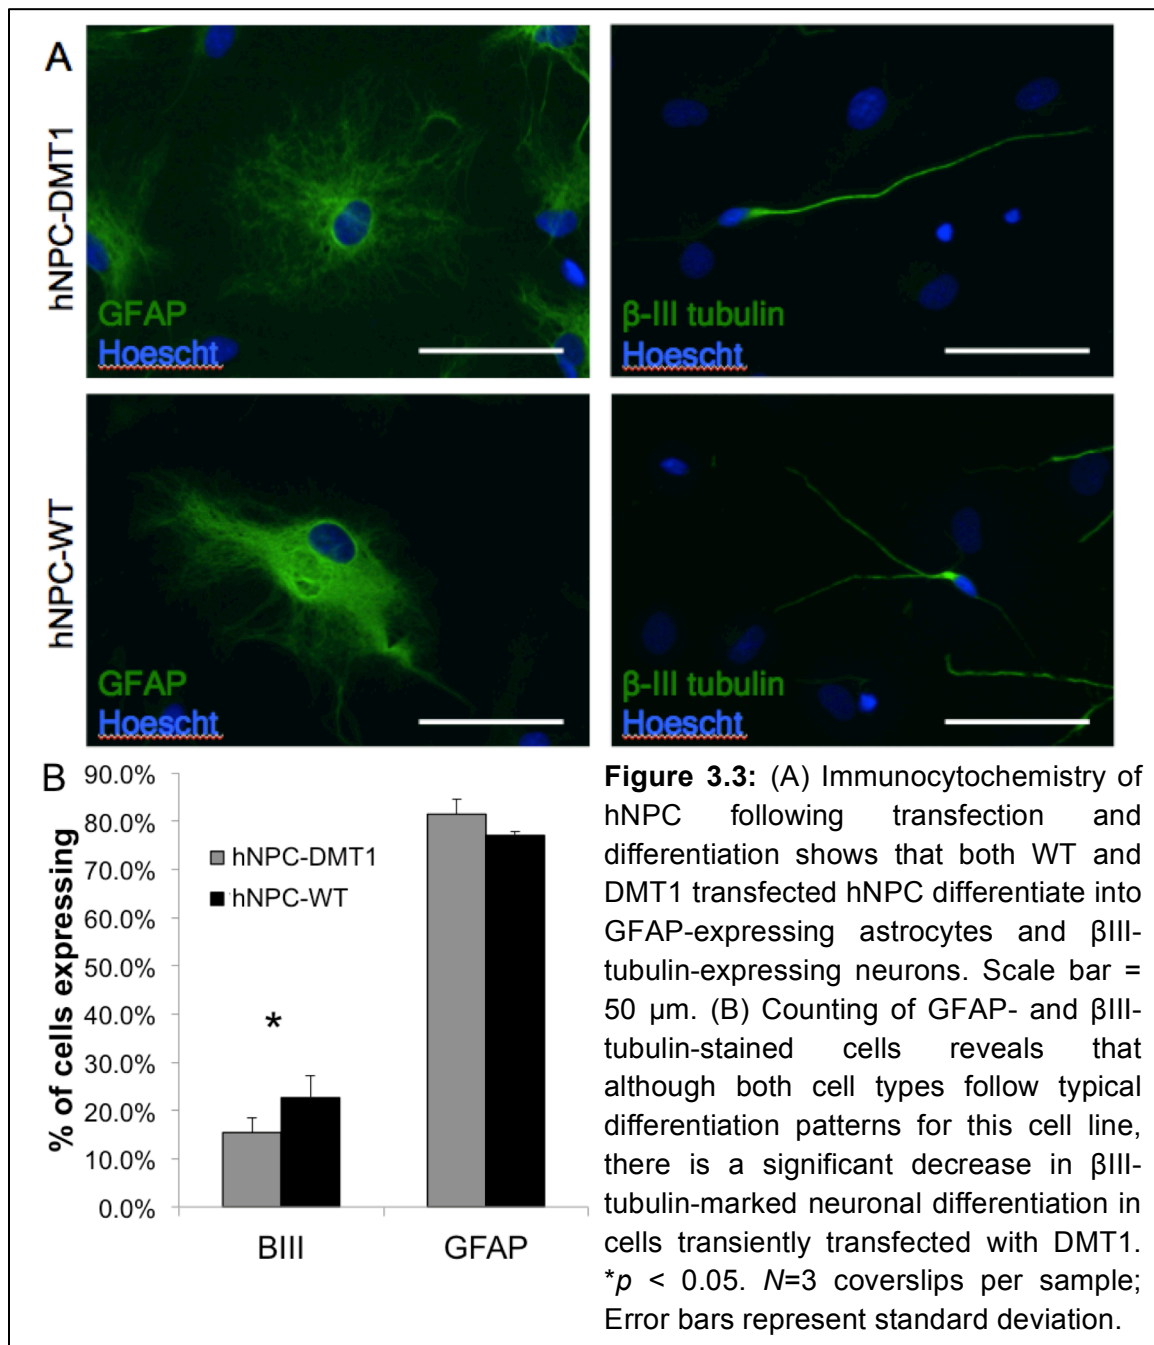 A
hNPC-DMT1
GFAP
Hoescht
β-III tubulin
Hoescht
hNPC-WT
GFAP
Hoescht
β-III tubulin
Hoescht
B
% of cells expressing
90.0%
80.0%
70.0%
60.0%
50.0%
40.0%
30.0%
20.0%
10.0%
0.0%
hNPC-DMT1
hNPC-WT
*
BIII
GFAP
Figure 3.3: (A) Immunocytochemistry of
hNPC following transfection and
differentiation shows that both WT and
DMT1 transfected hNPC differentiate into
GFAP-expressing astrocytes and βIII-
tubulin-expressing neurons. Scale bar =
50 μm. (B) Counting of GFAP- and βIII-
tubulin-stained cells reveals that
although both cell types follow typical
differentiation patterns for this cell line,
there is a significant decrease in βIII-
tubulin-marked neuronal differentiation in
cells transiently transfected with DMT1.
*p < 0.05. N=3 coverslips per sample;
Error bars represent standard deviation.